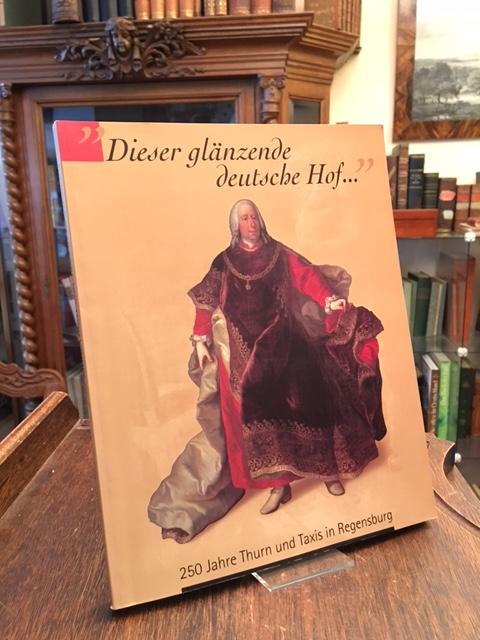 "Dieser glänzende
deutsche Hof..."
250 Jahre Thurn und Taxis in Regensburg